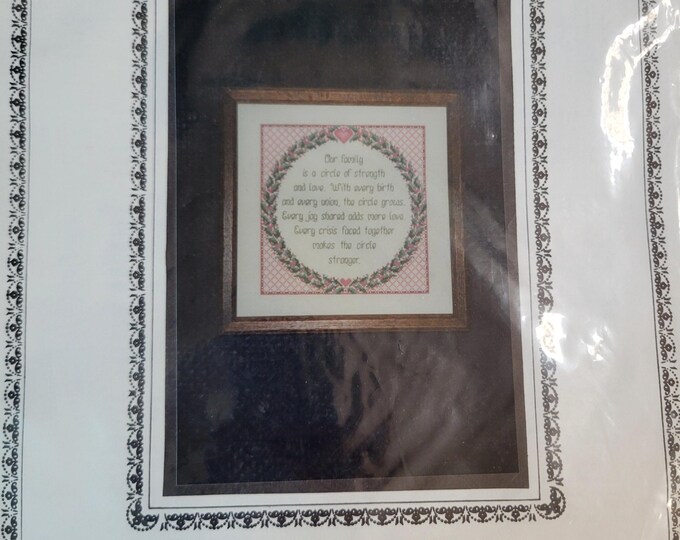 Our family
is a circle of strength
and love. With every birth
and every union, the circle grows.
Every joy shared adds more love.
Every crisis faced together
makes the circle
stronger.